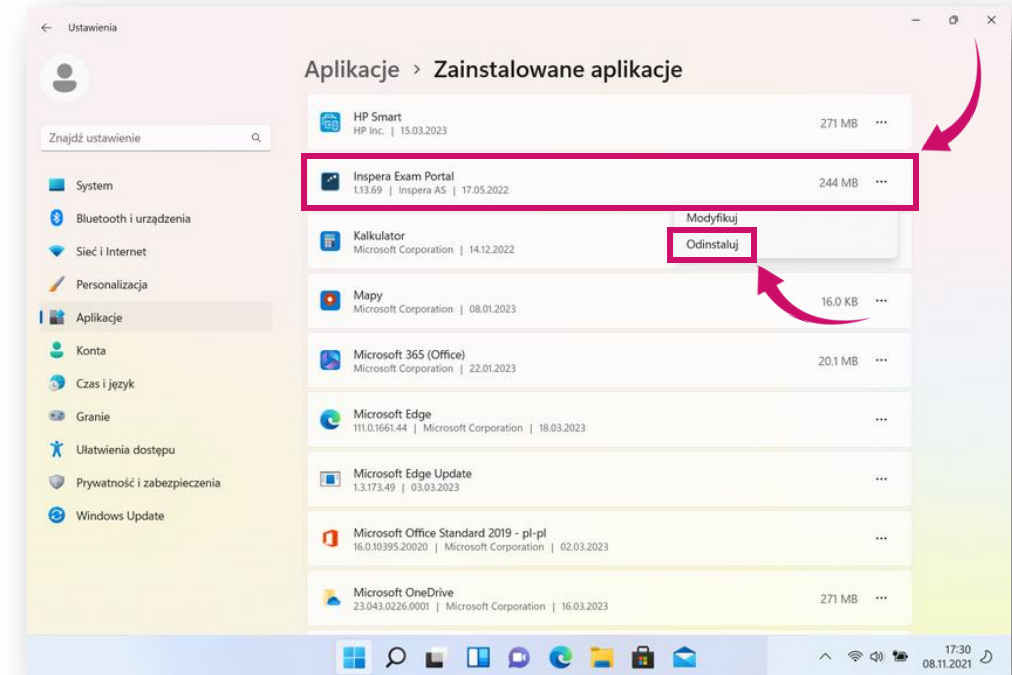 Ustawienia
Znajdź ustawienie
System
Bluetooth i urządzenia
Sieć i Internet
Personalizacja
Aplikacje
Konta
Czas i język
Granie
Ułatwienia dostępu
Prywatność i zabezpieczenia
Windows Update
Aplikacje > Zainstalowane aplikacje
HP Smart
HP Inc. | 15.03.2023
271 MB
Inspera Exam Portal
1.13.69 | Inspera AS | 17.05.2022
244 MB
Modyfikuj
Odinstaluj
Kalkulator
Microsoft Corporation | 14.12.2022
Mapy
Microsoft Corporation | 08.01.2023
16.0 KB
Microsoft 365 (Office)
Microsoft Corporation | 22.01.2023
20.1 MB
Microsoft Edge
111.0.1661.44 | Microsoft Corporation | 18.03.2023
Microsoft Edge Update
1.3.173.49 | 03.03.2023
Microsoft Office Standard 2019 - pl-pl
16.0.10395.20020 | Microsoft Corporation | 02.03.2023
Microsoft OneDrive
23.043.0226.0001 | Microsoft Corporation | 16.03.2023
271 MB
17:30
08.11.2021